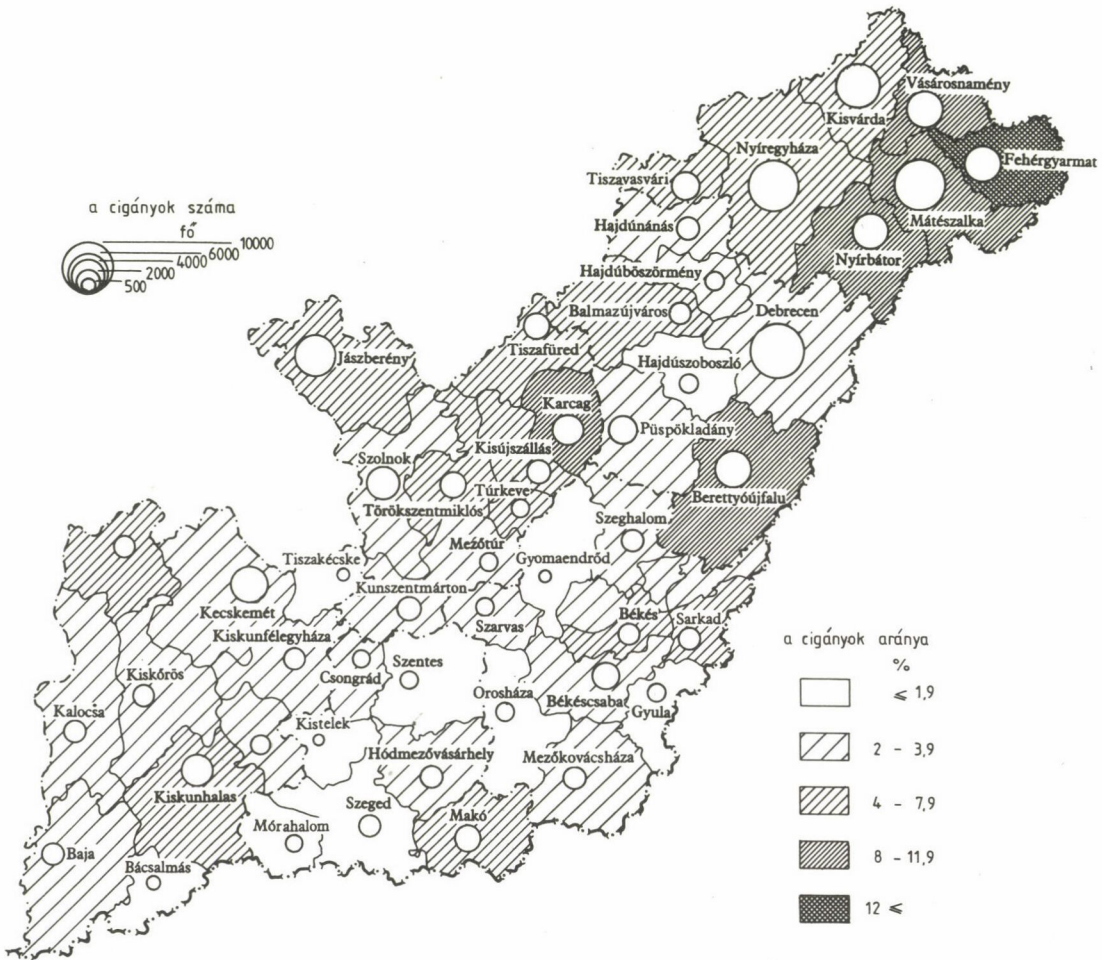 Vásárosnamény
Kisvárda
Nyíregyháza
Fehérgyarmat
Tiszavasvári
a cigányok száma
fő
10000
6000
4000
2000
500
Hajdúnánás
Mátészalka
Nyírbátor
Hajdúböszörmény
Balmazújváros
Debrecen
Tiszafüred
Jászberény
Hajdúszoboszló
Karcag
Püspökladány
Kisújszállás
Szolnok
Túrkeve
Berettyóújfalu
Törökszentmiklós
Szeghalom
Mezőtúr
Tiszakécske
Gyomaendrőd
Kunszentmárton
Kecskemét
Szarvas
Békés
Sarkad
Kiskunfélegyháza
Csongrád
Szentes
Kiskőrös
Orosháza
Békéscsaba
Gyula
Kalocsa
Kistelek
Hódmezővásárhely
Mezőkovácsháza
Kiskunhalas
Szeged
Makó
Mórahalom
Baja
Bácsalmás
a cigányok aránya
%
≤ 1,9
2 - 3,9
4 - 7,9
8 - 11,9
12 ≤